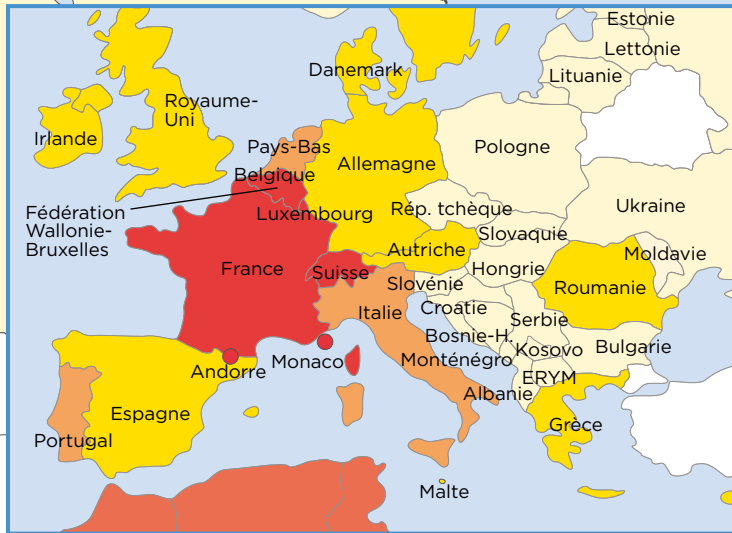 Estonie
Lettonie
Lituanie
Danemark
Royaume-
Uni
Irlande
Pays-Bas
Pologne
Allemagne
Belgique
Fédération
Wallonie-
Bruxelles
Luxembourg
Rép. tchèque
Ukraine
Slovaquie
Autriche
Moldavie
France
Suisse
Hongrie
Slovénie
Roumanie
Italie
Croatie
Serbie
Bosnie-H.
Kosovo
Bulgarie
Monaco
Monténégro
Andorre
ERYM
Albanie
Espagne
Grèce
Portugal
Malte